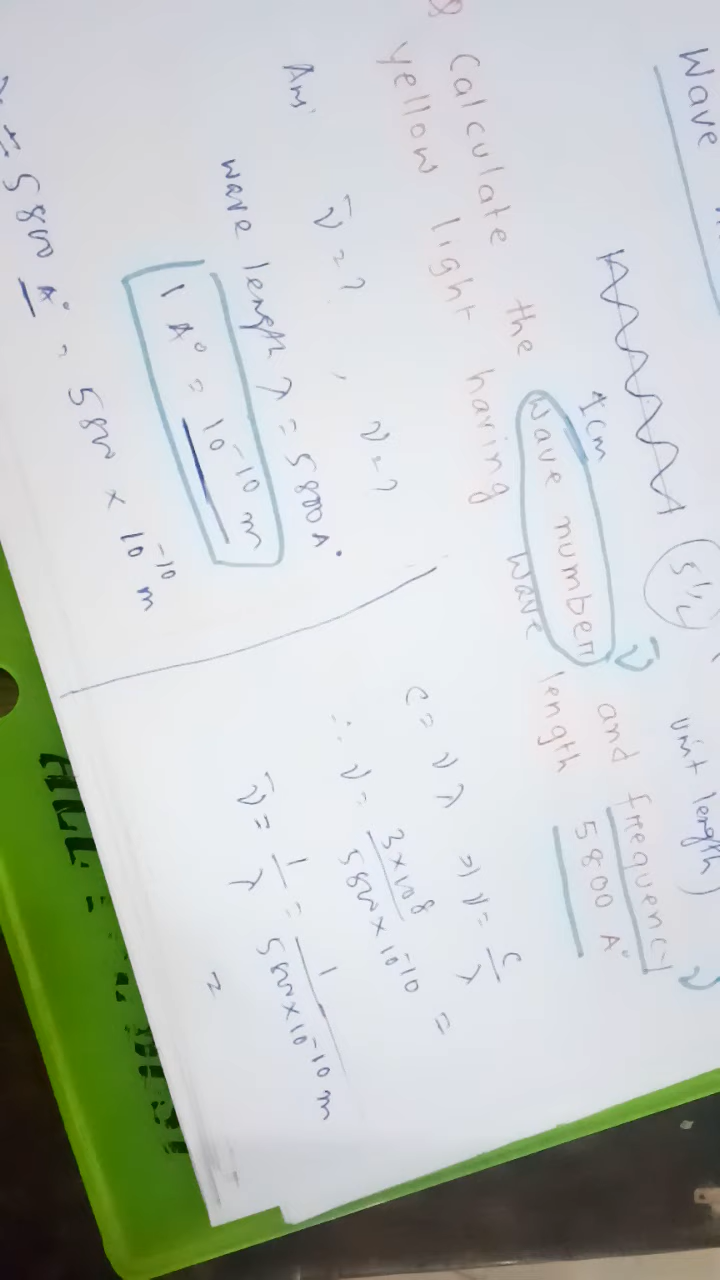 Wave
unit length)
1cm
Q Calculate the wave number ν̄ and frequency ν
yellow light having wave length 5800 A°
Ans ν̄ = ? , ν = ?
wave length λ = 5800 A°
1 A° = 10⁻¹⁰ m
= 5800 A° = 5800 × 10⁻¹⁰ m
c = ν λ ⇒ ν = c/λ
∴ ν = 3×10⁸ / 5800 × 10⁻¹⁰ =
ν̄ = 1/λ = 1 / 5800×10⁻¹⁰ m
=